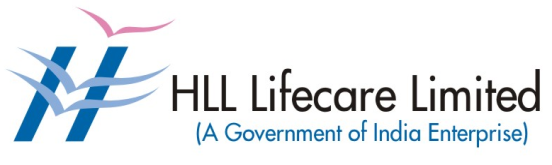 HLL Lifecare Limited
(A Government of India Enterprise)